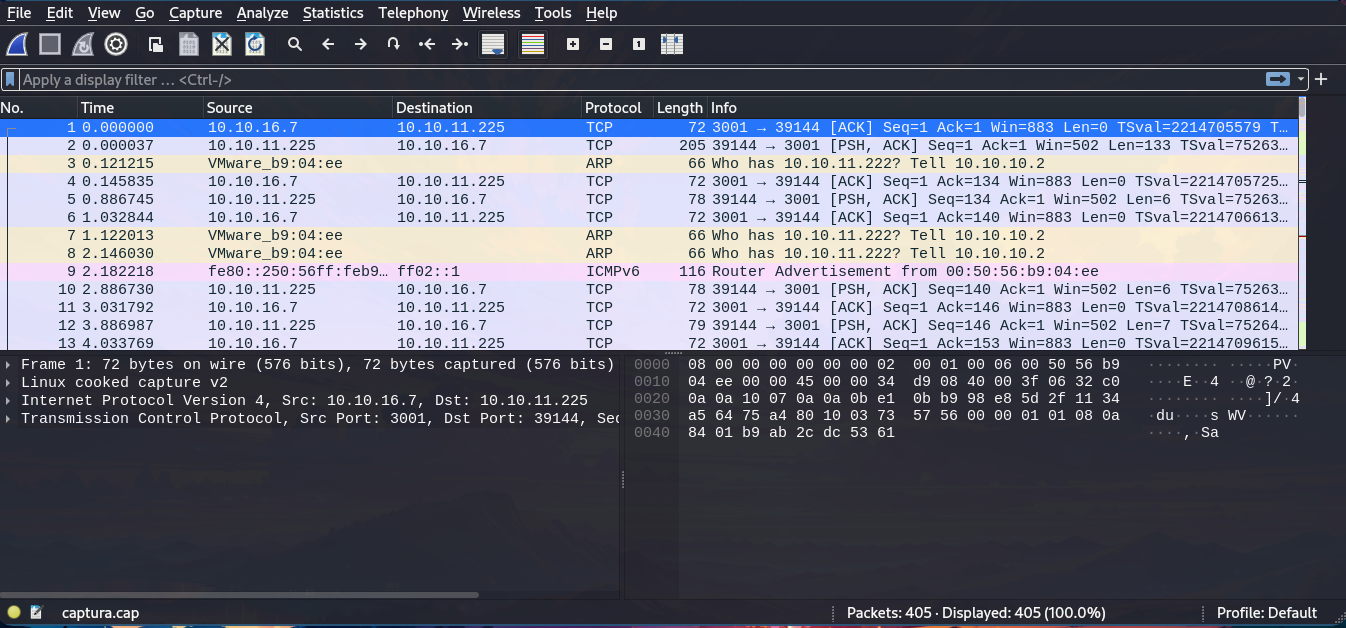 File Edit View Go Capture Analyze Statistics Telephony Wireless Tools Help
Apply a display filter … <Ctrl-/>
No. Time Source Destination Protocol Length Info
1 0.000000 10.10.16.7 10.10.11.225 TCP 72 3001 → 39144 [ACK] Seq=1 Ack=1 Win=883 Len=0 TSval=2214705579 T…
2 0.000037 10.10.11.225 10.10.16.7 TCP 205 39144 → 3001 [PSH, ACK] Seq=1 Ack=1 Win=502 Len=133 TSval=75263…
3 0.121215 VMware_b9:04:ee ARP 66 Who has 10.10.11.222? Tell 10.10.10.2
4 0.145835 10.10.16.7 10.10.11.225 TCP 72 3001 → 39144 [ACK] Seq=1 Ack=134 Win=883 Len=0 TSval=2214705725…
5 0.886745 10.10.11.225 10.10.16.7 TCP 78 39144 → 3001 [PSH, ACK] Seq=134 Ack=1 Win=502 Len=6 TSval=75263…
6 1.032844 10.10.16.7 10.10.11.225 TCP 72 3001 → 39144 [ACK] Seq=1 Ack=140 Win=883 Len=0 TSval=2214706613…
7 1.122013 VMware_b9:04:ee ARP 66 Who has 10.10.11.222? Tell 10.10.10.2
8 2.146030 VMware_b9:04:ee ARP 66 Who has 10.10.11.222? Tell 10.10.10.2
9 2.182218 fe80::250:56ff:feb9… ff02::1 ICMPv6 116 Router Advertisement from 00:50:56:b9:04:ee
10 2.886730 10.10.11.225 10.10.16.7 TCP 78 39144 → 3001 [PSH, ACK] Seq=140 Ack=1 Win=502 Len=6 TSval=75263…
11 3.031792 10.10.16.7 10.10.11.225 TCP 72 3001 → 39144 [ACK] Seq=1 Ack=146 Win=883 Len=0 TSval=2214708614…
12 3.886987 10.10.11.225 10.10.16.7 TCP 79 39144 → 3001 [PSH, ACK] Seq=146 Ack=1 Win=502 Len=7 TSval=75264…
13 4.033769 10.10.16.7 10.10.11.225 TCP 72 3001 → 39144 [ACK] Seq=1 Ack=153 Win=883 Len=0 TSval=2214709615…
Frame 1: 72 bytes on wire (576 bits), 72 bytes captured (576 bits)
Linux cooked capture v2
Internet Protocol Version 4, Src: 10.10.16.7, Dst: 10.10.11.225
Transmission Control Protocol, Src Port: 3001, Dst Port: 39144, Sec
0000 08 00 00 00 00 00 00 02 00 01 00 06 00 50 56 b9 ········ ·····PV·
0010 04 ee 00 00 45 00 00 34 d9 08 40 00 3f 06 32 c0 ····E··4 ··@·?·2·
0020 0a 0a 10 07 0a 0a 0b e1 0b b9 98 e8 5d 2f 11 34 ········ ····]/·4
0030 a5 64 75 a4 80 10 03 73 57 56 00 00 01 01 08 0a ·du····s WV······
0040 84 01 b9 ab 2c dc 53 61 ····,·Sa
captura.cap Packets: 405 · Displayed: 405 (100.0%) Profile: Default